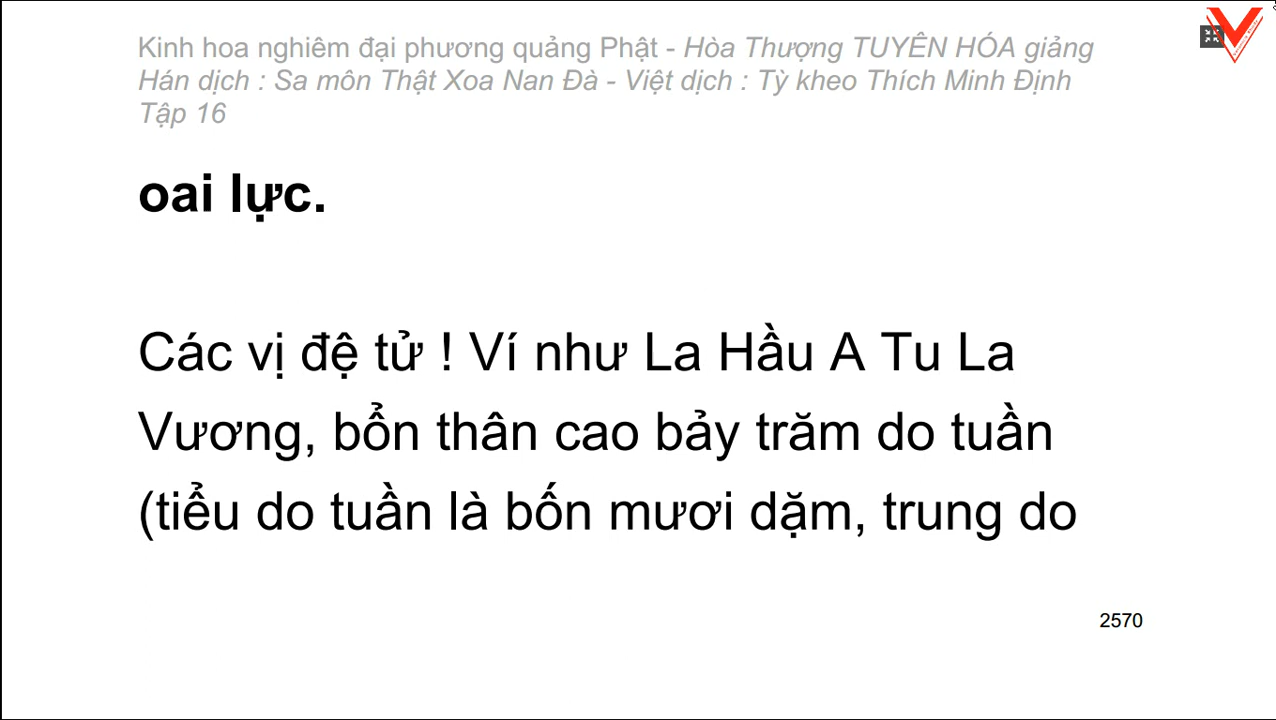 Kinh hoa nghiêm đại phương quảng Phật - Hòa Thượng TUYÊN HÓA giảng
Hán dịch : Sa môn Thật Xoa Nan Đà - Việt dịch : Tỳ kheo Thích Minh Định
Tập 16
oai lực.
Các vị đệ tử ! Ví như La Hầu A Tu La
Vương, bổn thân cao bảy trăm do tuần
(tiểu do tuần là bốn mươi dặm, trung do
2570